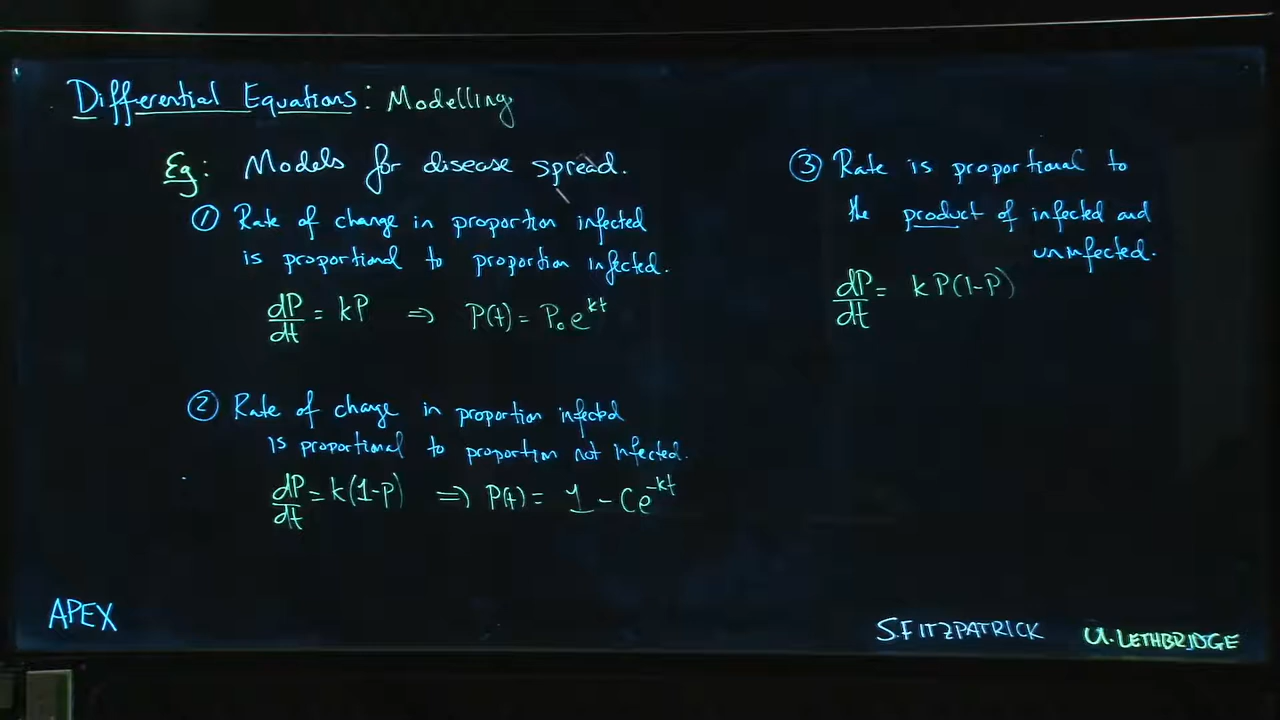 Differential Equations: Modelling
Eg: Models for disease spread.
① Rate of change in proportion infected
is proportional to proportion infected.
dP/dt = kP ⇒ P(t) = P₀e^{kt}
② Rate of change in proportion infected
is proportional to proportion not infected.
dP/dt = k(1-P) ⇒ P(t) = 1 - Ce^{-kt}
③ Rate is proportional to
the product of infected and
uninfected.
dP/dt = kP(1-P)
APEX
S.FITZPATRICK
U.LETHBRIDGE